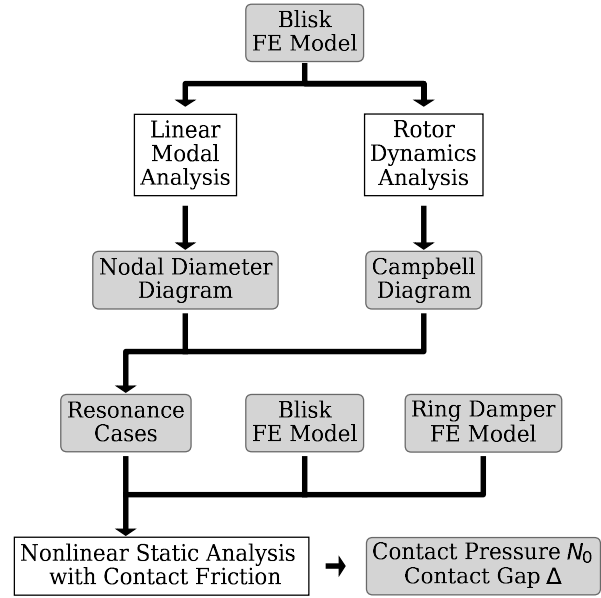 Blisk
FE Model
Linear
Modal
Analysis
Rotor
Dynamics
Analysis
Nodal Diameter
Diagram
Campbell
Diagram
Resonance
Cases
Blisk
FE Model
Ring Damper
FE Model
Nonlinear Static Analysis
with Contact Friction
Contact Pressure N₀
Contact Gap Δ